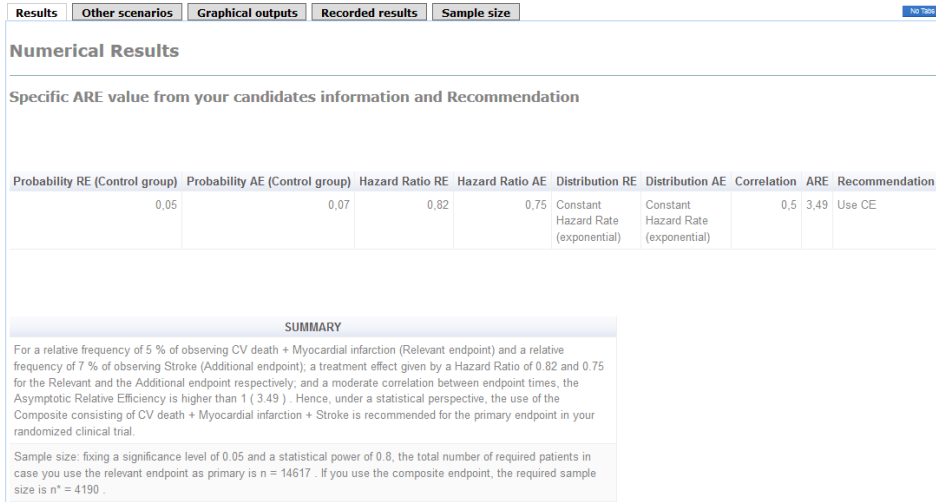 Results Other scenarios Graphical outputs Recorded results Sample size No Tabs
Numerical Results
Specific ARE value from your candidates information and Recommendation
Probability RE (Control group) Probability AE (Control group) Hazard Ratio RE Hazard Ratio AE Distribution RE Distribution AE Correlation ARE Recommendation
0,05 0,07 0,82 0,75 Constant Constant 0,5 3,49 Use CE
Hazard Rate Hazard Rate
(exponential) (exponential)
SUMMARY
For a relative frequency of 5 % of observing CV death + Myocardial infarction (Relevant endpoint) and a relative
frequency of 7 % of observing Stroke (Additional endpoint); a treatment effect given by a Hazard Ratio of 0.82 and 0.75
for the Relevant and the Additional endpoint respectively; and a moderate correlation between endpoint times, the
Asymptotic Relative Efficiency is higher than 1 ( 3.49 ) . Hence, under a statistical perspective, the use of the
Composite consisting of CV death + Myocardial infarction + Stroke is recommended for the primary endpoint in your
randomized clinical trial.
Sample size: fixing a significance level of 0.05 and a statistical power of 0.8, the total number of required patients in
case you use the relevant endpoint as primary is n = 14617 . If you use the composite endpoint, the required sample
size is n* = 4190 .